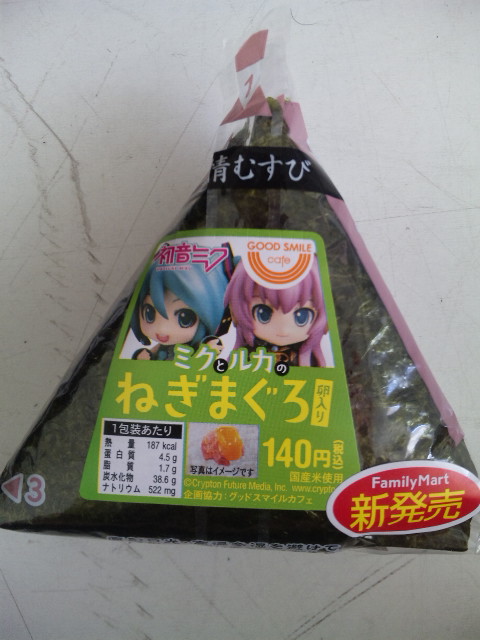 1
情むすび
初音ミク
GOOD SMILE
cafe
ミクとルカの
ねぎまぐろ
卵入り
1包装あたり
熱量 187 kcal
蛋白質 4.5 g
脂質 1.7 g
炭水化物 38.6 g
ナトリウム 522 mg
写真はイメージです
140円(税込)
国産米使用
©Crypton Future Media, Inc. www.crypto
企画協力:グッドスマイルカフェ
3
FamilyMart
新発売